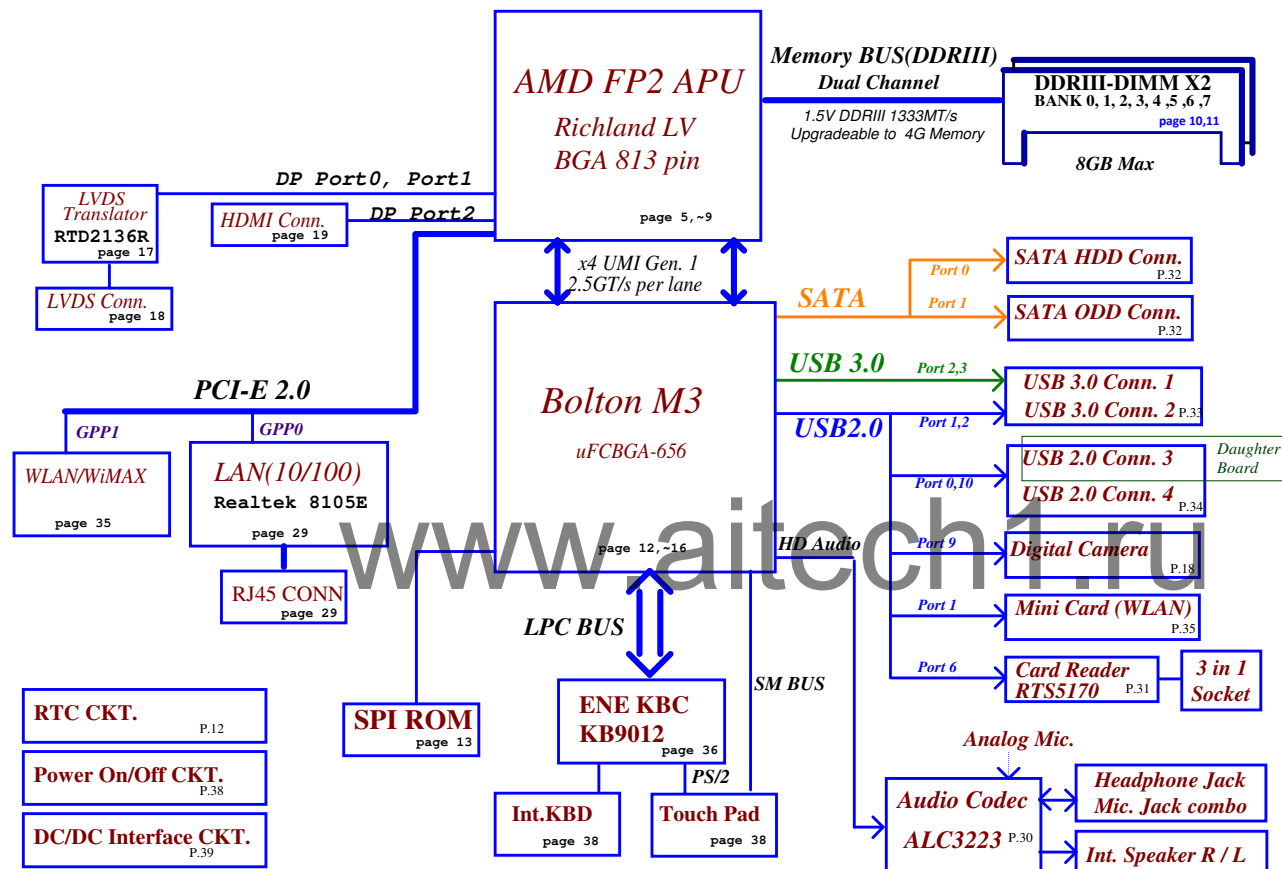 AMD FP2 APU
Richland LV
BGA 813 pin
page 5,~9
Memory BUS(DDRIII)
Dual Channel
1.5V DDRIII 1333MT/s
Upgradeable to 4G Memory
DDRIII-DIMM X2
BANK 0, 1, 2, 3, 4 ,5 ,6 ,7
page 10,11
8GB Max
DP Port0, Port1
DP Port2
LVDS
Translator
RTD2136R
page 17
HDMI Conn.
page 19
LVDS Conn.
page 18
x4 UMI Gen. 1
2.5GT/s per lane
SATA
Port 0
SATA HDD Conn.
P.32
Port 1
SATA ODD Conn.
P.32
PCI-E 2.0
GPP1
GPP0
WLAN/WiMAX
page 35
LAN(10/100)
Realtek 8105E
page 29
RJ45 CONN
page 29
Bolton M3
uFCBGA-656
page 12,~16
USB 3.0
Port 2,3
USB 3.0 Conn. 1
USB 3.0 Conn. 2
P.33
USB2.0
Port 1,2
Port 0,10
USB 2.0 Conn. 3
USB 2.0 Conn. 4
P.34
Daughter
Board
HD Audio
Port 9
Digital Camera
P.18
Port 1
Mini Card (WLAN)
P.35
Port 6
Card Reader
RTS5170
P.31
3 in 1
Socket
www.aitech1.ru
LPC BUS
SM BUS
SPI ROM
page 13
ENE KBC
KB9012
page 36
PS/2
Int.KBD
page 38
Touch Pad
page 38
RTC CKT.
P.12
Power On/Off CKT.
P.38
DC/DC Interface CKT.
P.39
Analog Mic.
Audio Codec
ALC3223
P.30
Headphone Jack
Mic. Jack combo
Int. Speaker R / L